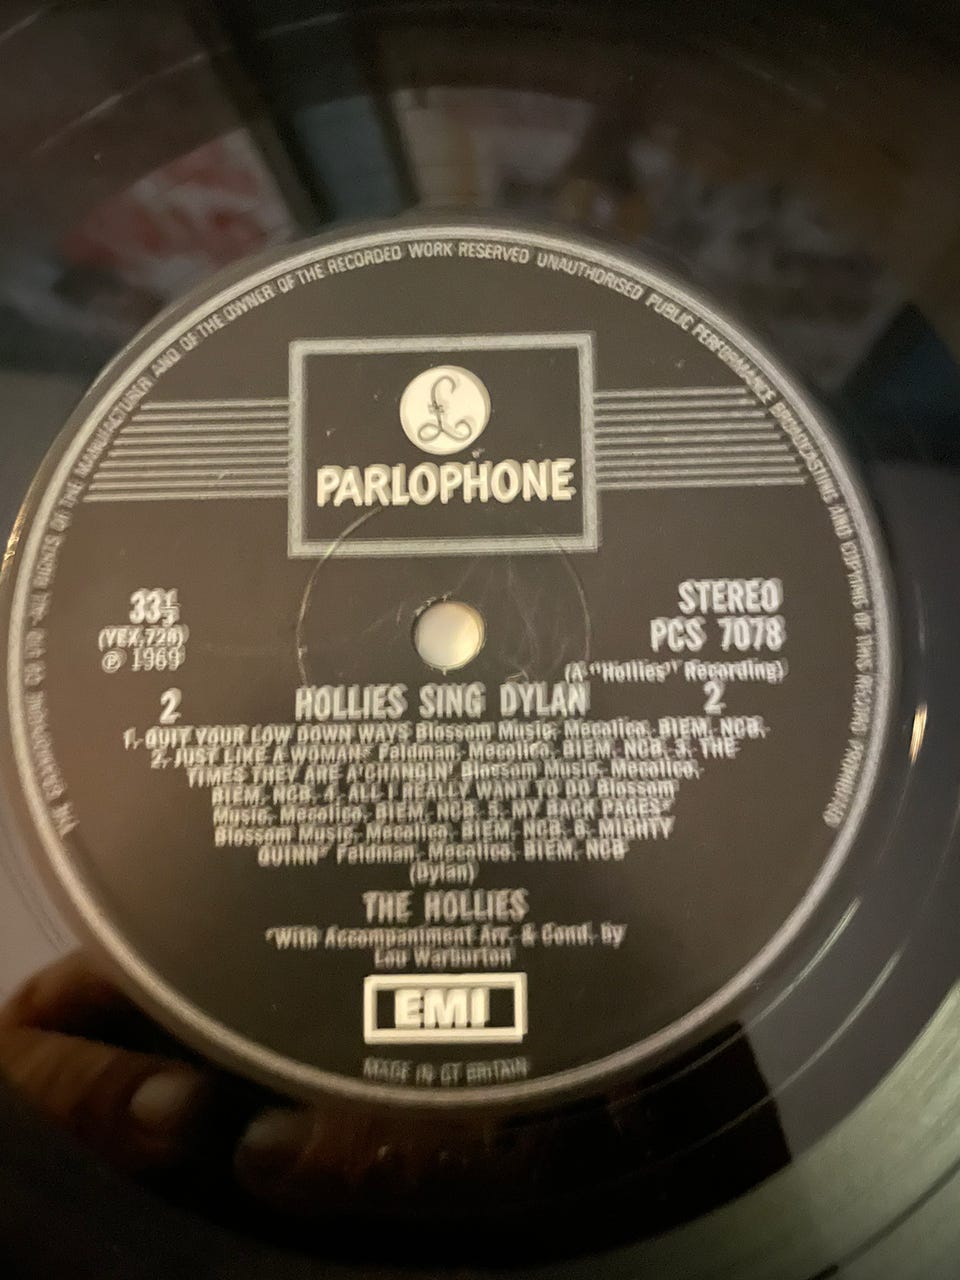 THE GRAMOPHONE CO. LTD. ALL RIGHTS OF THE MANUFACTURER AND OF THE OWNER OF THE RECORDED WORK RESERVED UNAUTHORISED PUBLIC PERFORMANCE BROADCASTING AND COPYING OF THIS RECORD PROHIBITED
£
PARLOPHONE
33⅓
(YEX.724)
℗ 1969
STEREO
PCS 7078
(A "Hollies" Recording)
2 HOLLIES SING DYLAN 2
1. QUIT YOUR LOW DOWN WAYS Blossom Music, Mecolico, BIEM, NCB.
2. JUST LIKE A WOMAN* Feldman, Mecolico, BIEM, NCB. 3. THE
TIMES THEY ARE A'CHANGIN' Blossom Music, Mecolico,
BIEM, NCB. 4. ALL I REALLY WANT TO DO Blossom
Music, Mecolico, BIEM, NCB. 5. MY BACK PAGES*
Blossom Music, Mecolico, BIEM, NCB. 6. MIGHTY
QUINN* Feldman, Mecolico, BIEM, NCB
(Dylan)
THE HOLLIES
*With Accompaniment Arr. & Cond. by
Lou Warburton
EMI
MADE IN GT BRITAIN